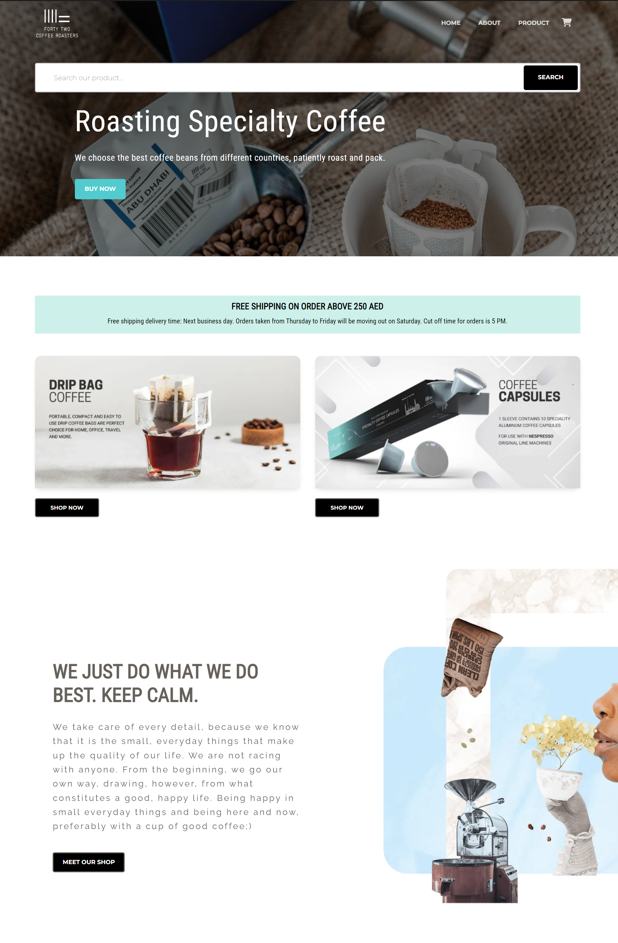 FORTY TWO
COFFEE ROASTERS
HOME ABOUT PRODUCT
Search our product...
SEARCH
Roasting Specialty Coffee
We choose the best coffee beans from different countries, patiently roast and pack.
BUY NOW
ABU DHABI
FREE SHIPPING ON ORDER ABOVE 250 AED
Free shipping delivery time: Next business day. Orders taken from Thursday to Friday will be moving out on Saturday. Cut off time for orders is 5 PM.
DRIP BAG
COFFEE
PORTABLE, COMPACT AND EASY TO
USE DRIP COFFEE BAGS ARE PERFECT
CHOICE FOR HOME, OFFICE, TRAVEL
AND MORE.
COFFEE
CAPSULES
1 SLEEVE CONTAINS 10 SPECIALITY
ALUMINUM COFFEE CAPSULES
FOR USE WITH NESPRESSO
ORIGINAL LINE MACHINES
SHOP NOW
SHOP NOW
WE JUST DO WHAT WE DO
BEST. KEEP CALM.
We take care of every detail, because we know
that it is the small, everyday things that make
up the quality of our life. We are not racing
with anyone. From the beginning, we go our
own way, drawing, however, from what
constitutes a good, happy life. Being happy in
small everyday things and being here and now,
preferably with a cup of good coffee;)
MEET OUR SHOP